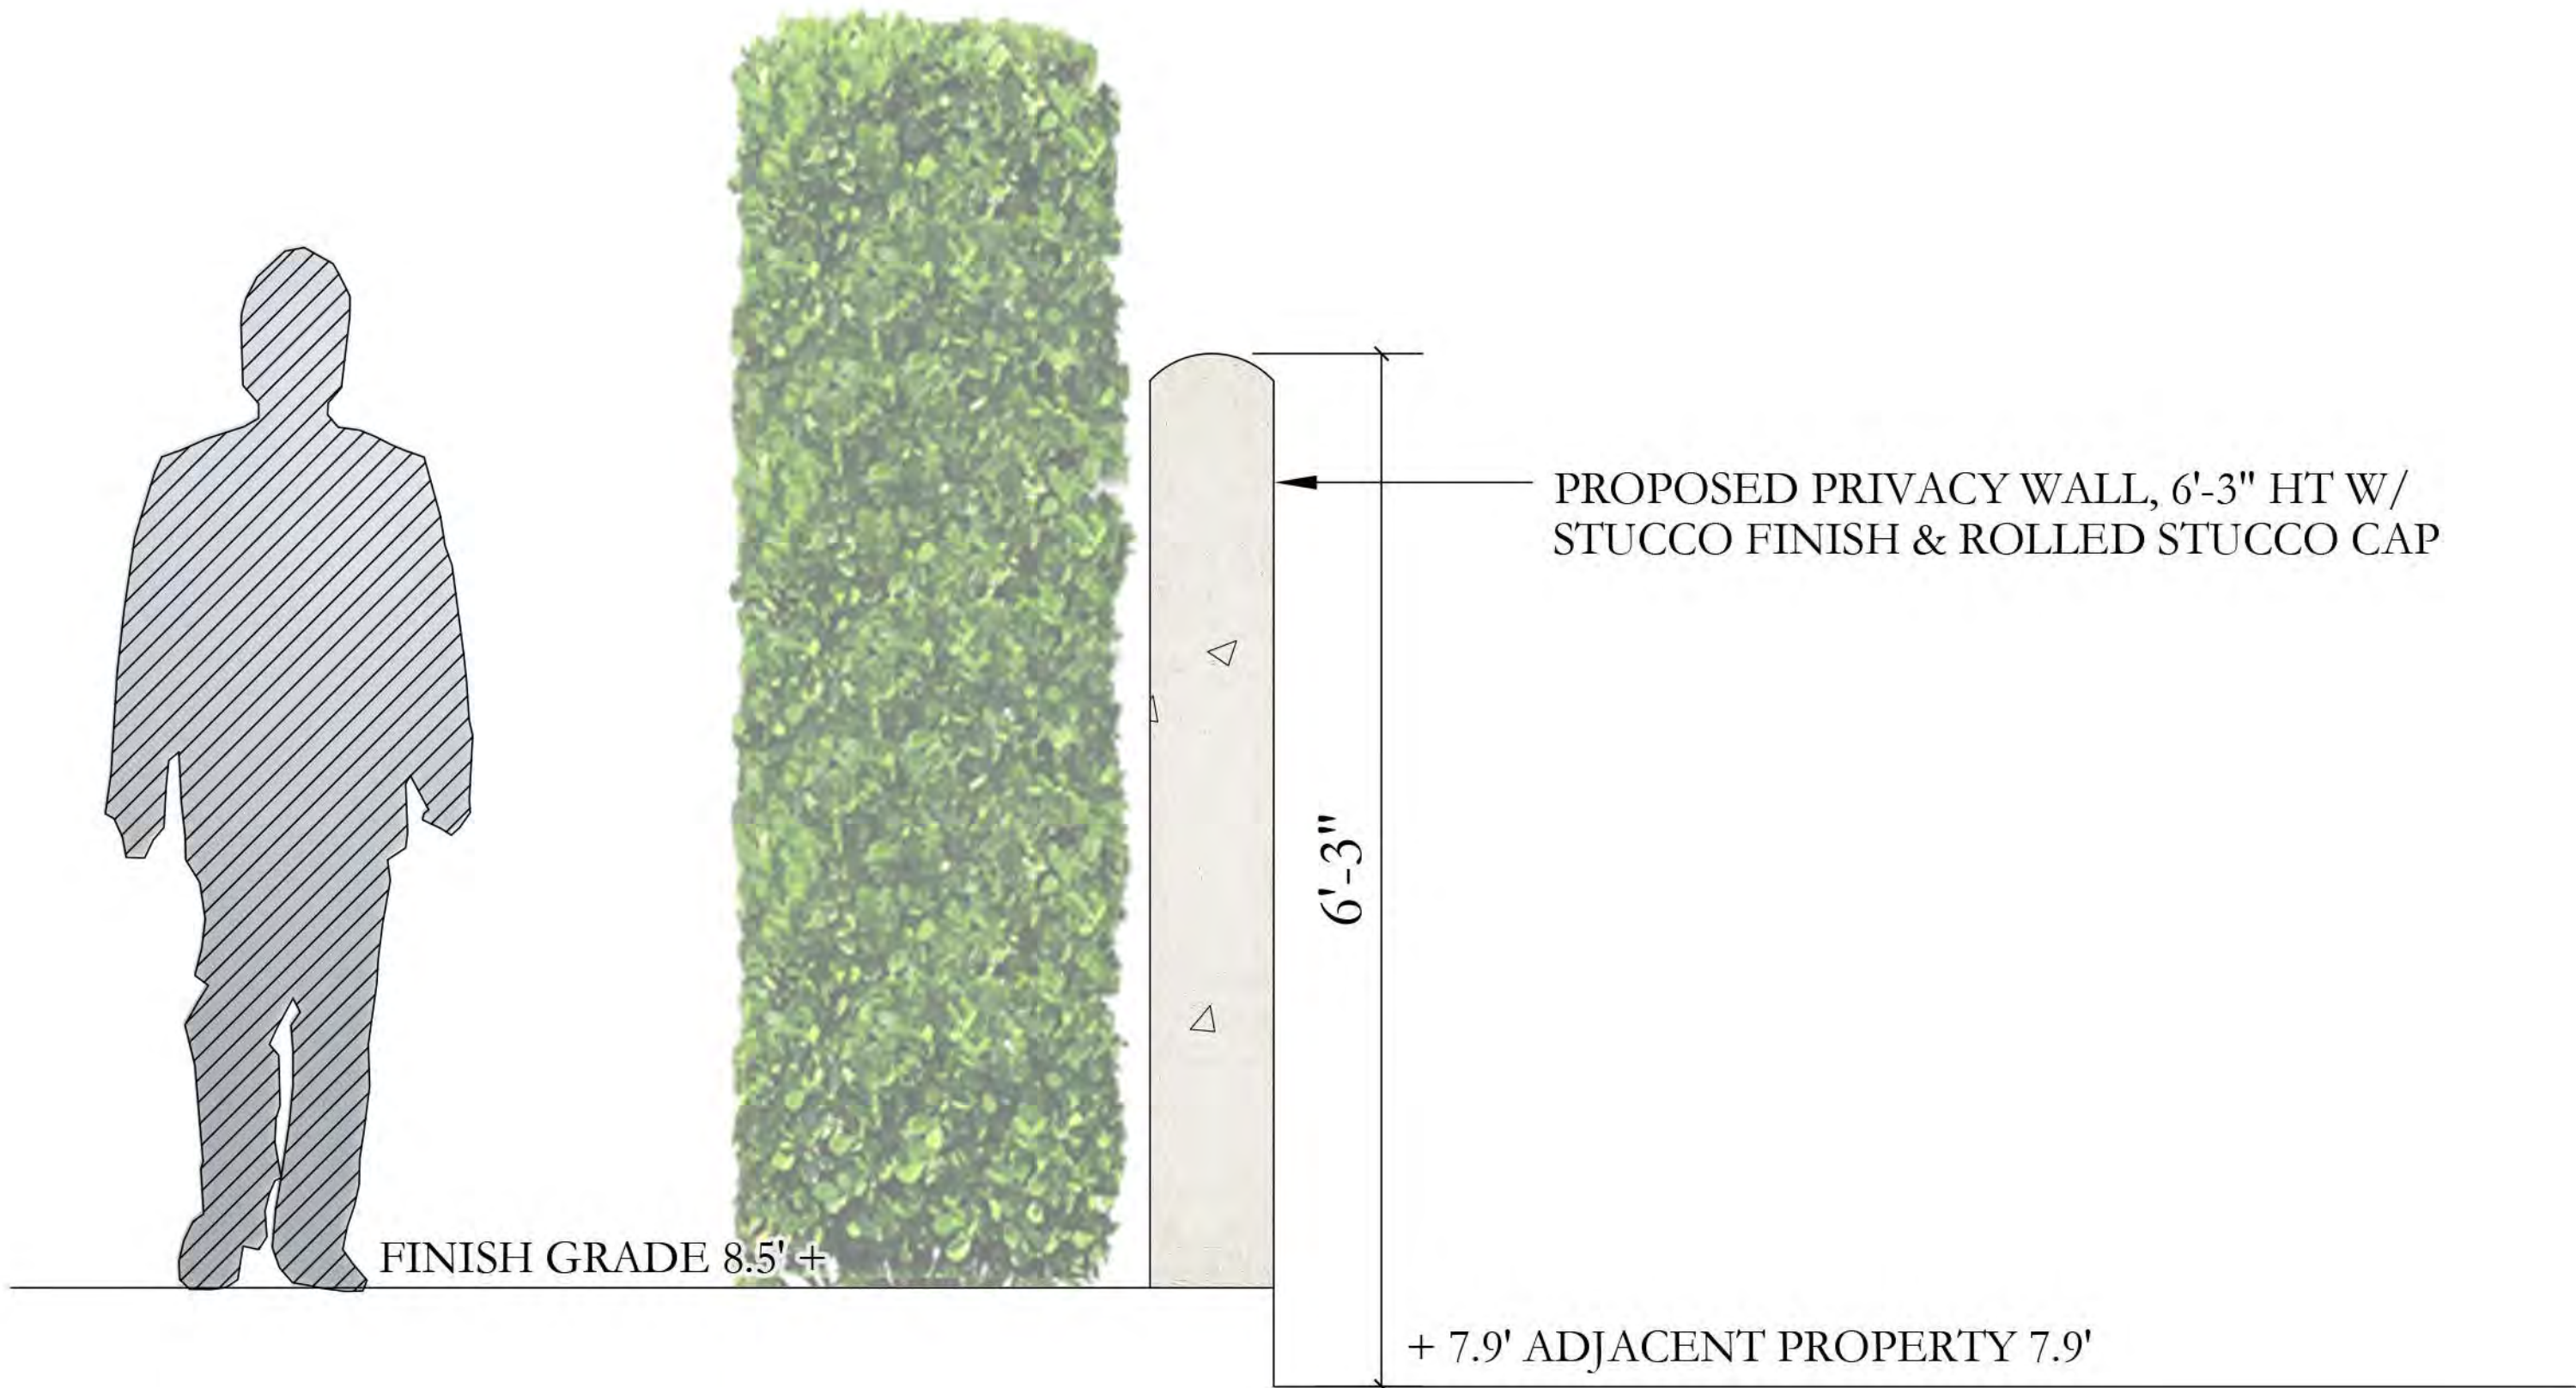 PROPOSED PRIVACY WALL, 6'-3" HT W/
STUCCO FINISH & ROLLED STUCCO CAP
6'-3"
FINISH GRADE 8.5' +
+ 7.9' ADJACENT PROPERTY 7.9'